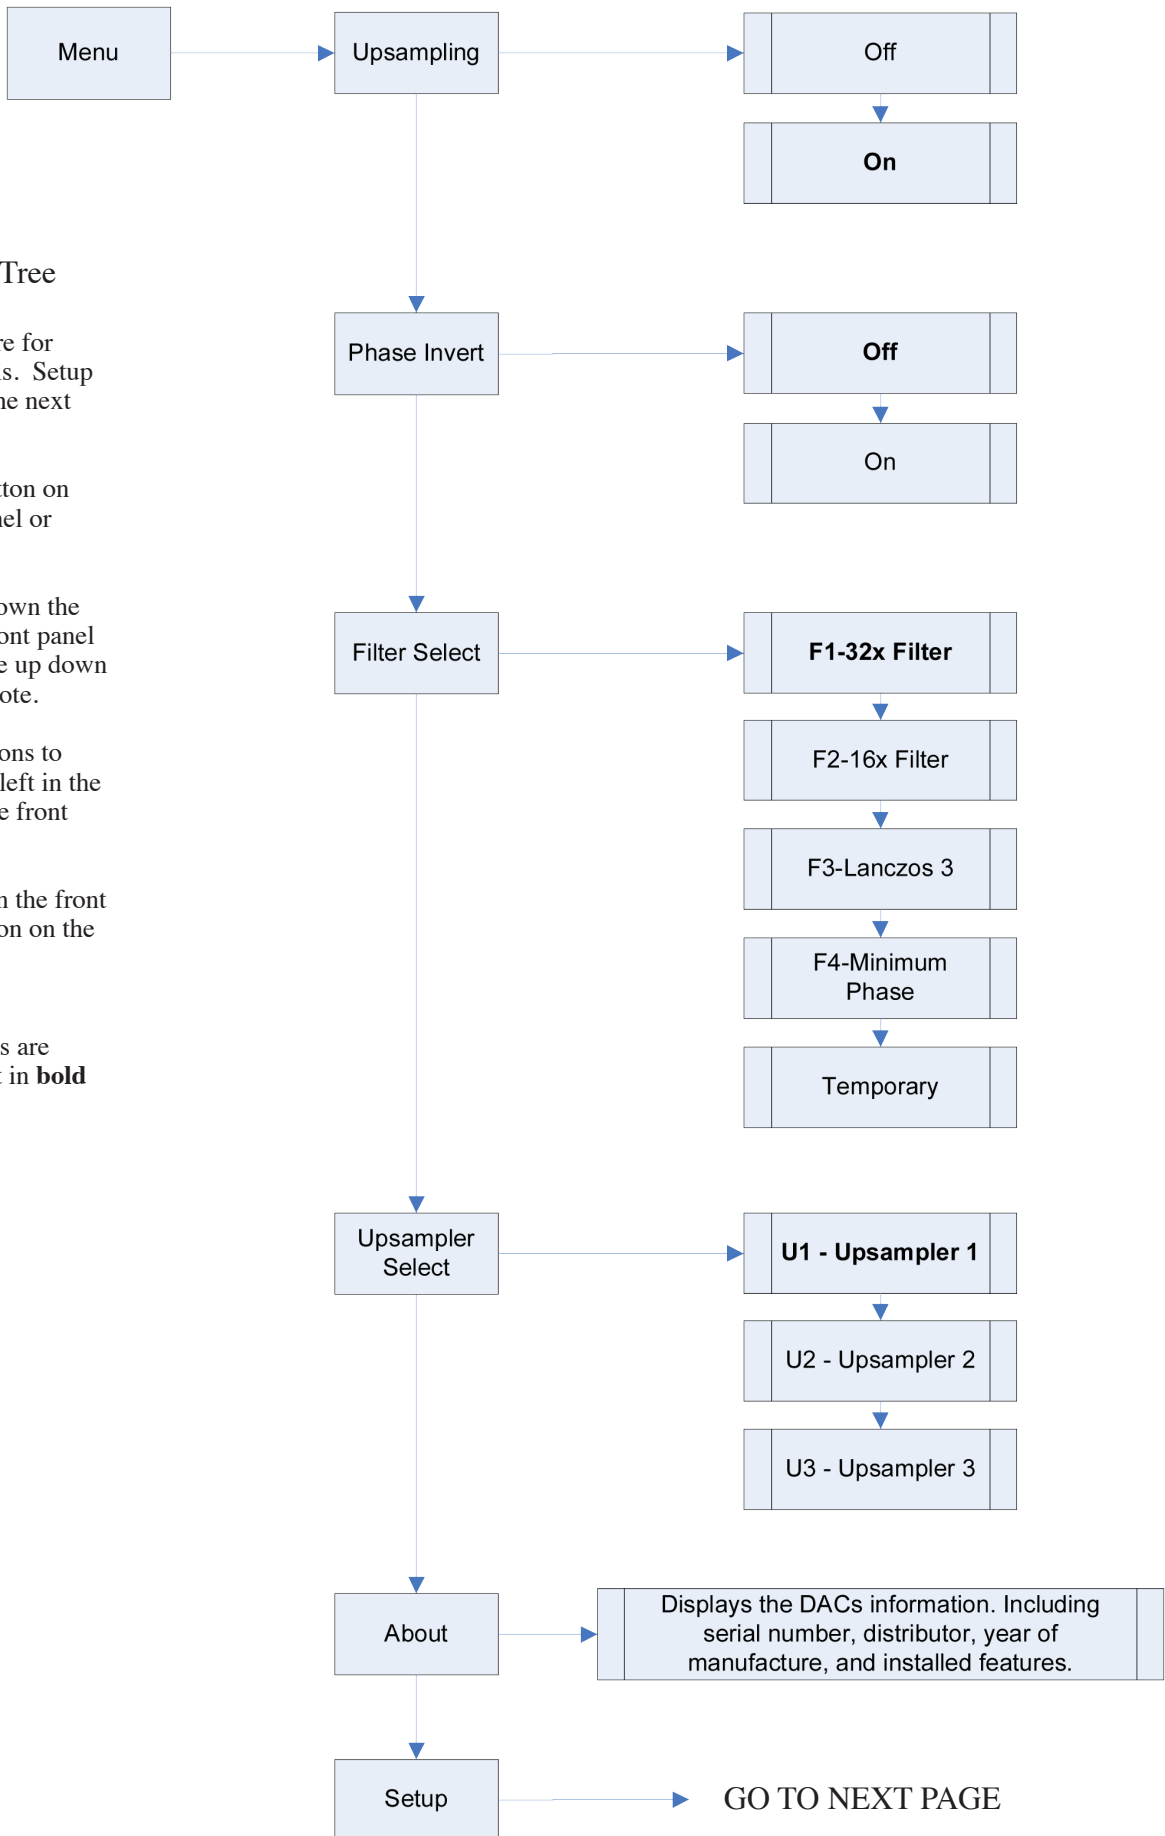 Menu
Upsampling
Off
On
Tree
re for
ns. Setup
he next
tton on
nel or
own the
ont panel
e up down
ote.
ons to
left in the
e front
n the front
on on the
s are
t in bold
Phase Invert
Off
On
Filter Select
F1-32x Filter
F2-16x Filter
F3-Lanczos 3
F4-Minimum
Phase
Temporary
Upsampler
Select
U1 - Upsampler 1
U2 - Upsampler 2
U3 - Upsampler 3
About
Displays the DACs information. Including
serial number, distributor, year of
manufacture, and installed features.
Setup
GO TO NEXT PAGE